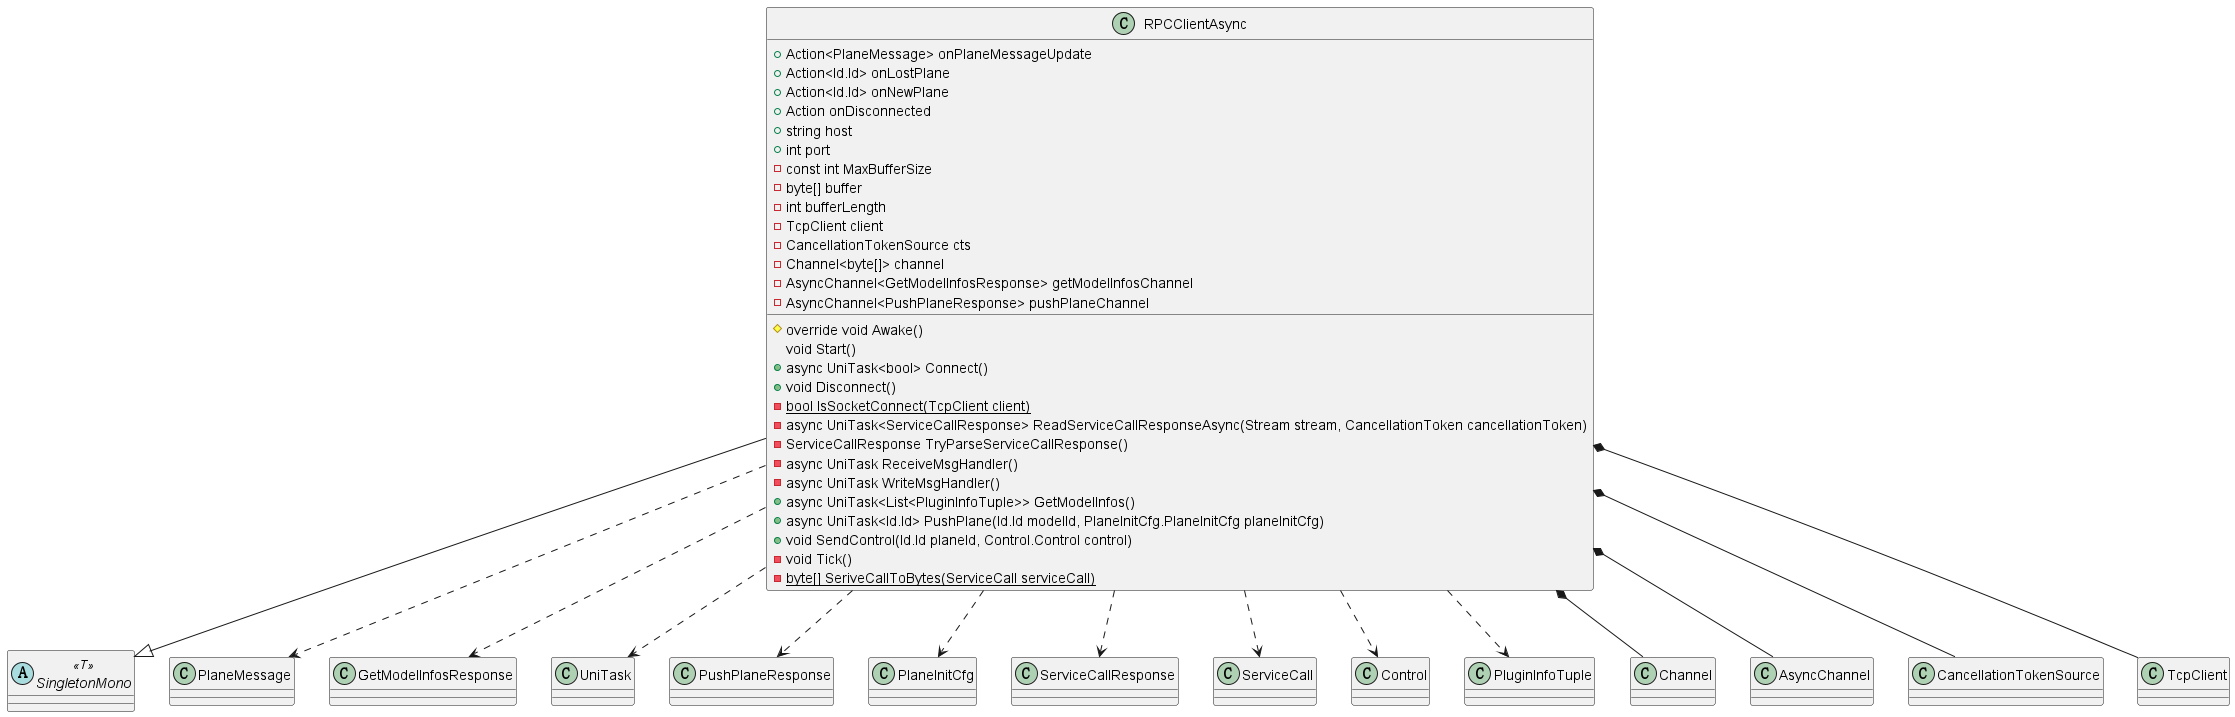 C RPCClientAsync
Action<PlaneMessage> onPlaneMessageUpdate
Action<Id.Id> onLostPlane
Action<Id.Id> onNewPlane
Action onDisconnected
string host
int port
const int MaxBufferSize
byte[] buffer
int bufferLength
TcpClient client
CancellationTokenSource cts
Channel<byte[]> channel
AsyncChannel<GetModelInfosResponse> getModelInfosChannel
AsyncChannel<PushPlaneResponse> pushPlaneChannel
override void Awake()
void Start()
async UniTask<bool> Connect()
void Disconnect()
bool IsSocketConnect(TcpClient client)
async UniTask<ServiceCallResponse> ReadServiceCallResponseAsync(Stream stream, CancellationToken cancellationToken)
ServiceCallResponse TryParseServiceCallResponse()
async UniTask ReceiveMsgHandler()
async UniTask WriteMsgHandler()
async UniTask<List<PluginInfoTuple>> GetModelInfos()
async UniTask<Id.Id> PushPlane(Id.Id modelId, PlaneInitCfg.PlaneInitCfg planeInitCfg)
void SendControl(Id.Id planeId, Control.Control control)
void Tick()
byte[] SeriveCallToBytes(ServiceCall serviceCall)
A «T»
SingletonMono
C PlaneMessage
C GetModelInfosResponse
C UniTask
C PushPlaneResponse
C PlaneInitCfg
C ServiceCallResponse
C ServiceCall
C Control
C PluginInfoTuple
C Channel
C AsyncChannel
C CancellationTokenSource
C TcpClient